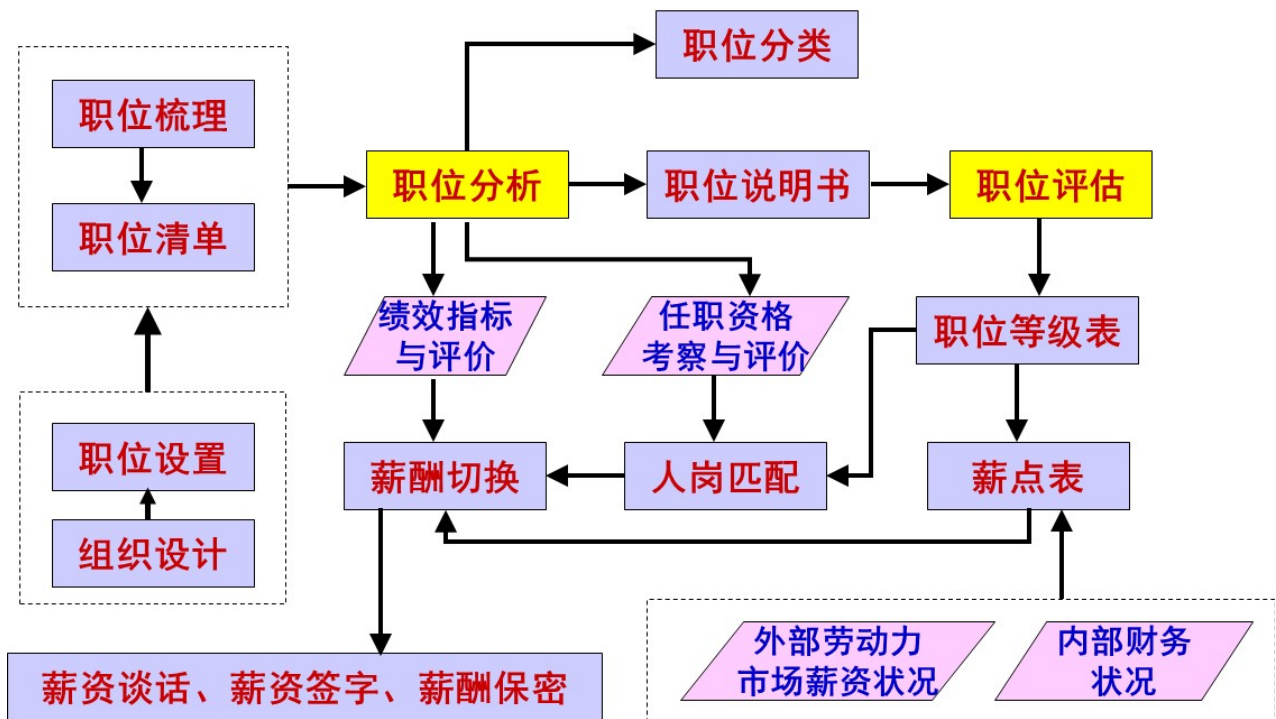 职位分类
职位梳理
职位分析
职位说明书
职位评估
职位清单
绩效指标
与评价
任职资格
考察与评价
职位等级表
职位设置
薪酬切换
人岗匹配
薪点表
组织设计
外部劳动力
市场薪资状况
内部财务
状况
薪资谈话、薪资签字、薪酬保密